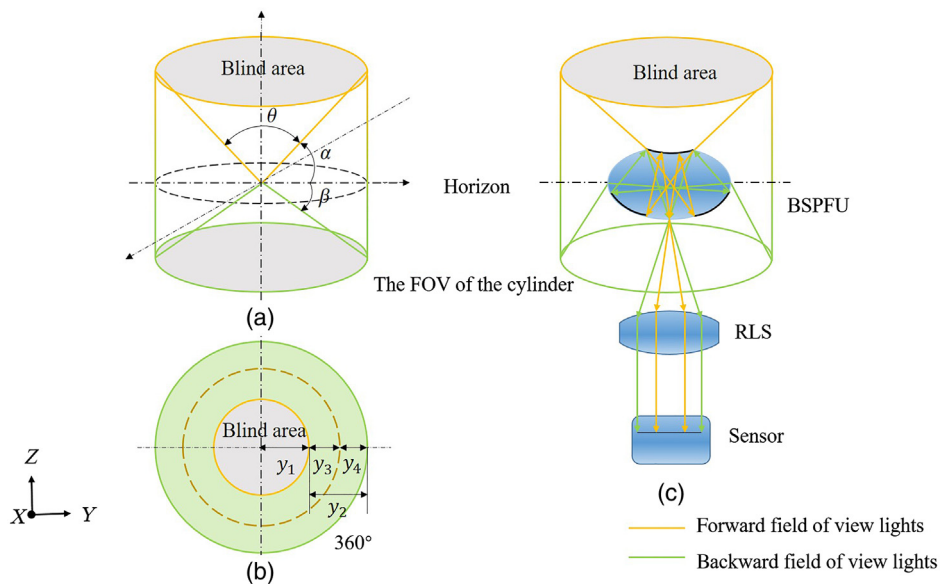 Blind area
θ
α
β
Horizon
The FOV of the cylinder
(a)
Blind area
y₁
y₃
y₄
y₂
360°
(b)
Z
X
Y
Blind area
BSPFU
RLS
Sensor
(c)
Forward field of view lights
Backward field of view lights